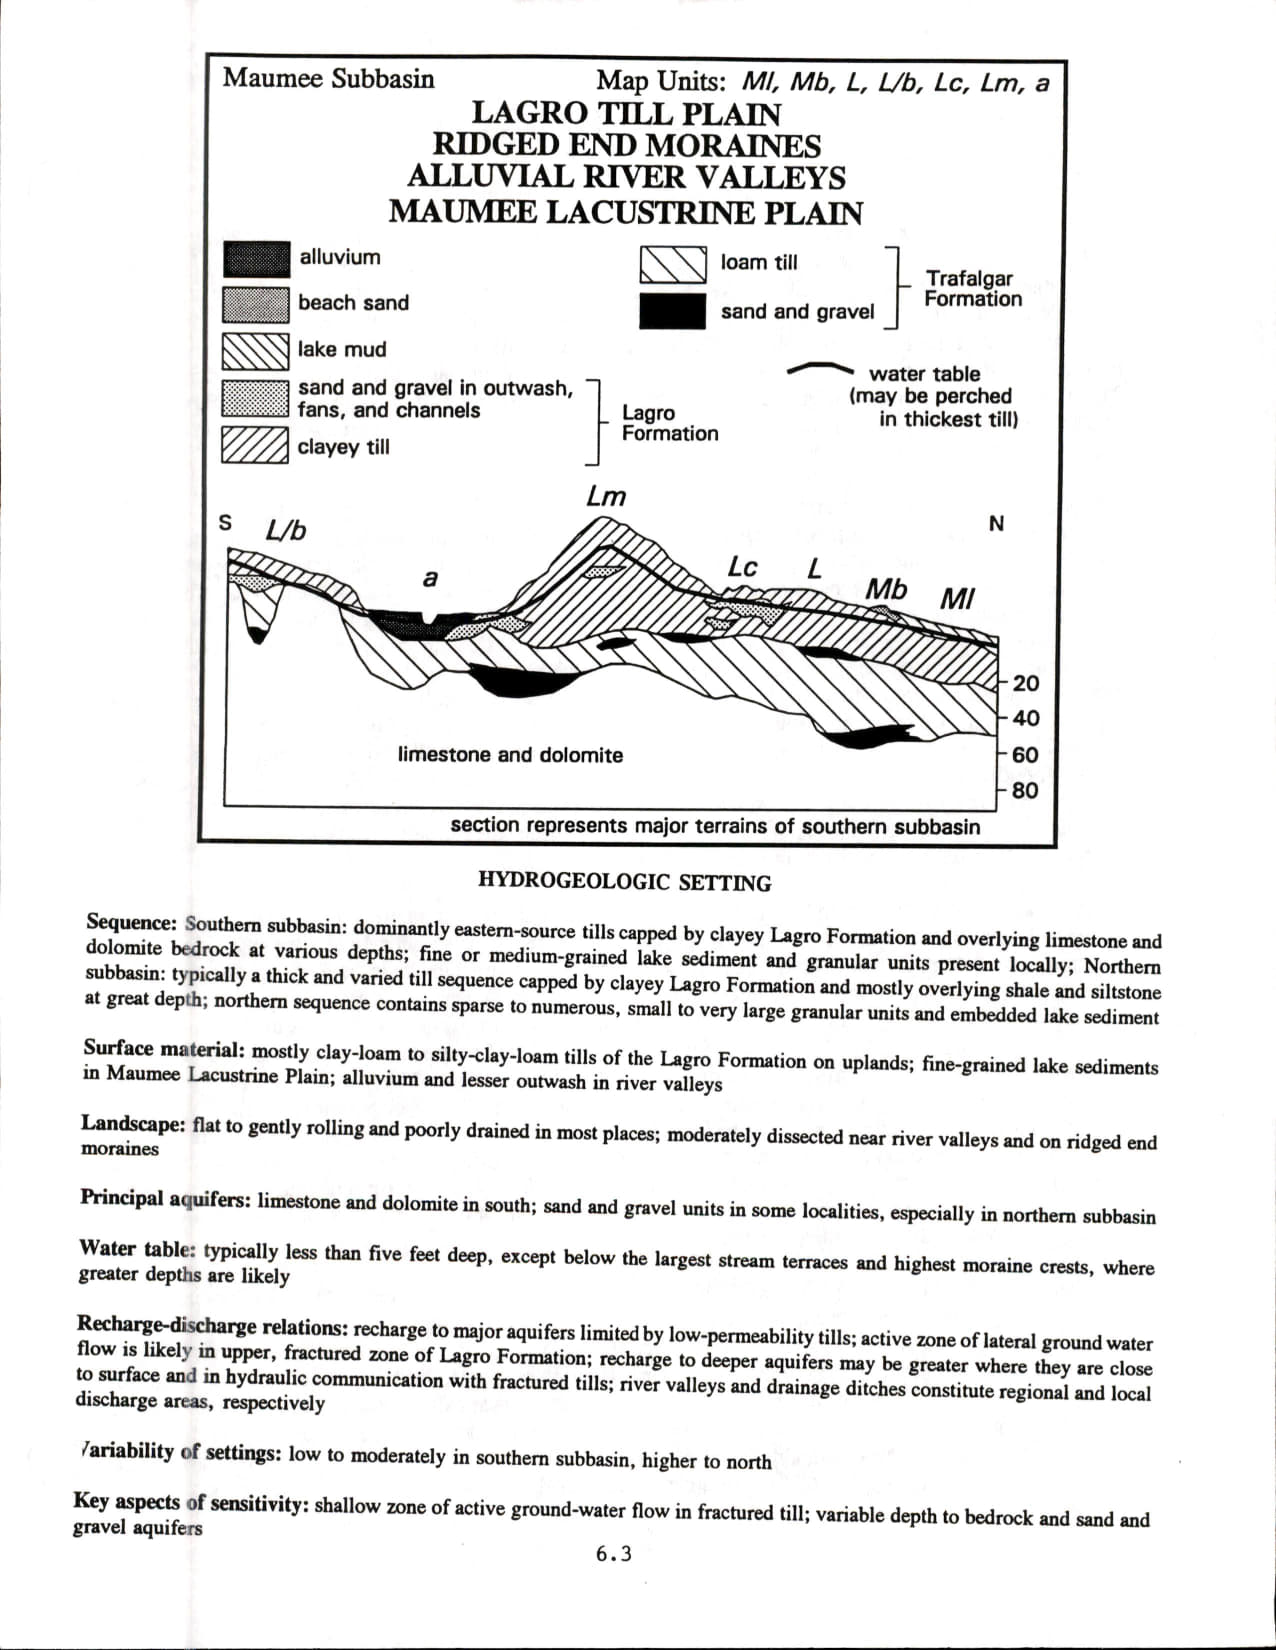 Maumee Subbasin Map Units: Ml, Mb, L, L/b, Lc, Lm, a
LAGRO TILL PLAIN
RIDGED END MORAINES
ALLUVIAL RIVER VALLEYS
MAUMEE LACUSTRINE PLAIN
alluvium
beach sand
lake mud
sand and gravel in outwash,
fans, and channels
clayey till
Lagro
Formation
loam till
sand and gravel
Trafalgar
Formation
water table
(may be perched
in thickest till)
S
L/b
a
Lm
Lc
L
Mb
Ml
N
20
40
60
80
limestone and dolomite
section represents major terrains of southern subbasin
HYDROGEOLOGIC SETTING
Sequence: Southern subbasin: dominantly eastern-source tills capped by clayey Lagro Formation and overlying limestone and
dolomite bedrock at various depths; fine or medium-grained lake sediment and granular units present locally; Northern
subbasin: typically a thick and varied till sequence capped by clayey Lagro Formation and mostly overlying shale and siltstone
at great depth; northern sequence contains sparse to numerous, small to very large granular units and embedded lake sediment
Surface material: mostly clay-loam to silty-clay-loam tills of the Lagro Formation on uplands; fine-grained lake sediments
in Maumee Lacustrine Plain; alluvium and lesser outwash in river valleys
Landscape: flat to gently rolling and poorly drained in most places; moderately dissected near river valleys and on ridged end
moraines
Principal aquifers: limestone and dolomite in south; sand and gravel units in some localities, especially in northern subbasin
Water table: typically less than five feet deep, except below the largest stream terraces and highest moraine crests, where
greater depths are likely
Recharge-discharge relations: recharge to major aquifers limited by low-permeability tills; active zone of lateral ground water
flow is likely in upper, fractured zone of Lagro Formation; recharge to deeper aquifers may be greater where they are close
to surface and in hydraulic communication with fractured tills; river valleys and drainage ditches constitute regional and local
discharge areas, respectively
Variability of settings: low to moderately in southern subbasin, higher to north
Key aspects of sensitivity: shallow zone of active ground-water flow in fractured till; variable depth to bedrock and sand and
gravel aquifers
6.3